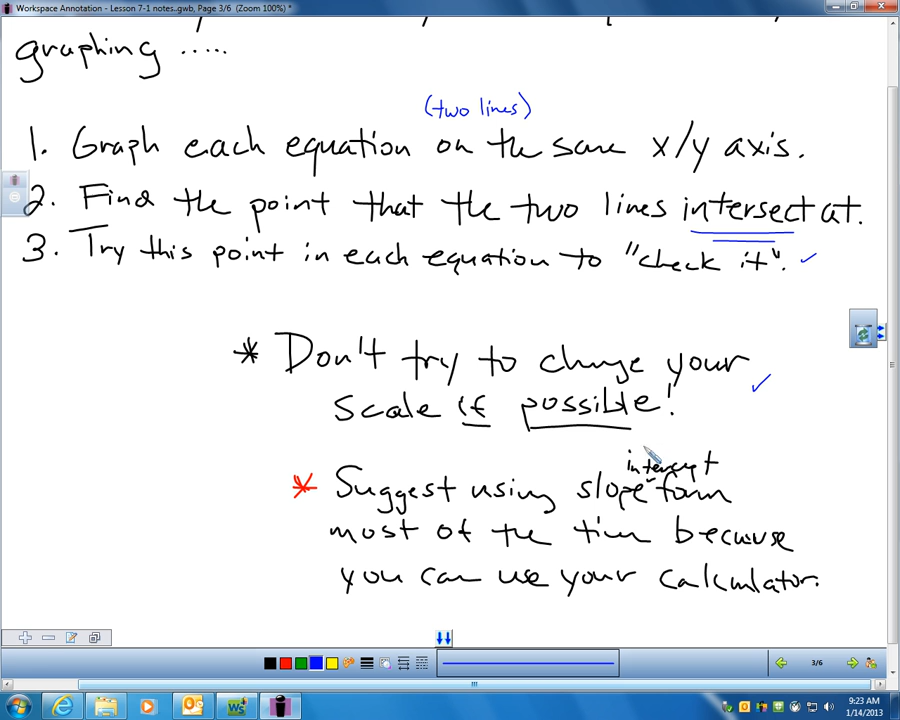 Workspace Annotation - Lesson 7-1 notes..gwb, Page 3/6 (Zoom 100%) *
graphing .....
(two lines)
1. Graph each equation on the same x/y axis.
2. Find the point that the two lines intersect at.
3. Try this point in each equation to "check it". ✓
* Don't try to change your
scale if possible! ✓
intercept
* Suggest using slope- form
most of the time because
you can use your calculator.
3/6
9:23 AM
1/14/2013